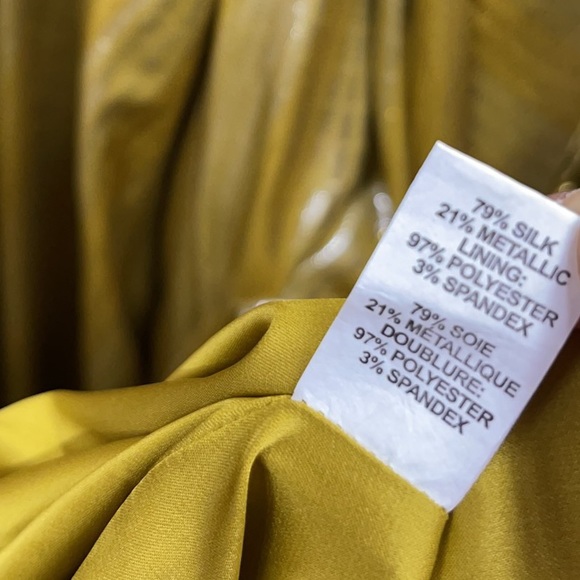 79% SILK
21% METALLIC
LINING:
97% POLYESTER
3% SPANDEX
79% SOIE
21% MÉTALLIQUE
DOUBLURE:
97% POLYESTER
3% SPANDEX